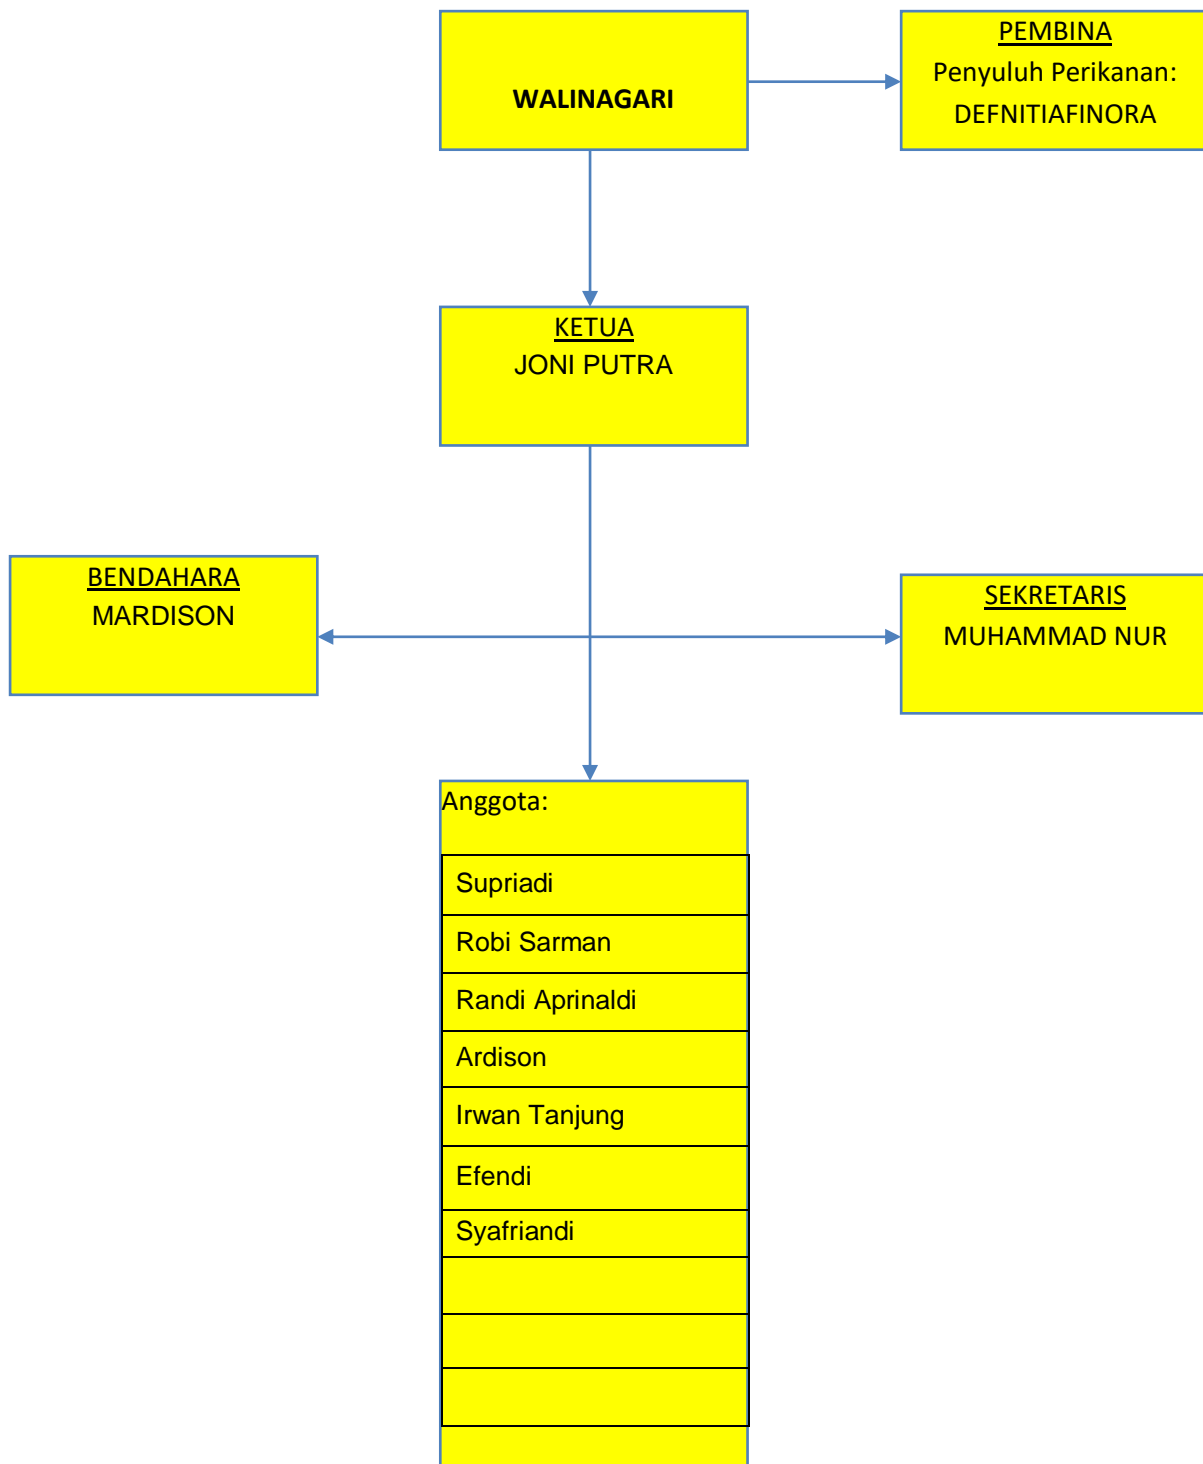 WALINAGARI
PEMBINA
Penyuluh Perikanan:
DEFNITIAFINORA
KETUA
JONI PUTRA
BENDAHARA
MARDISON
SEKRETARIS
MUHAMMAD NUR
Anggota:
Supriadi
Robi Sarman
Randi Aprinaldi
Ardison
Irwan Tanjung
Efendi
Syafriandi